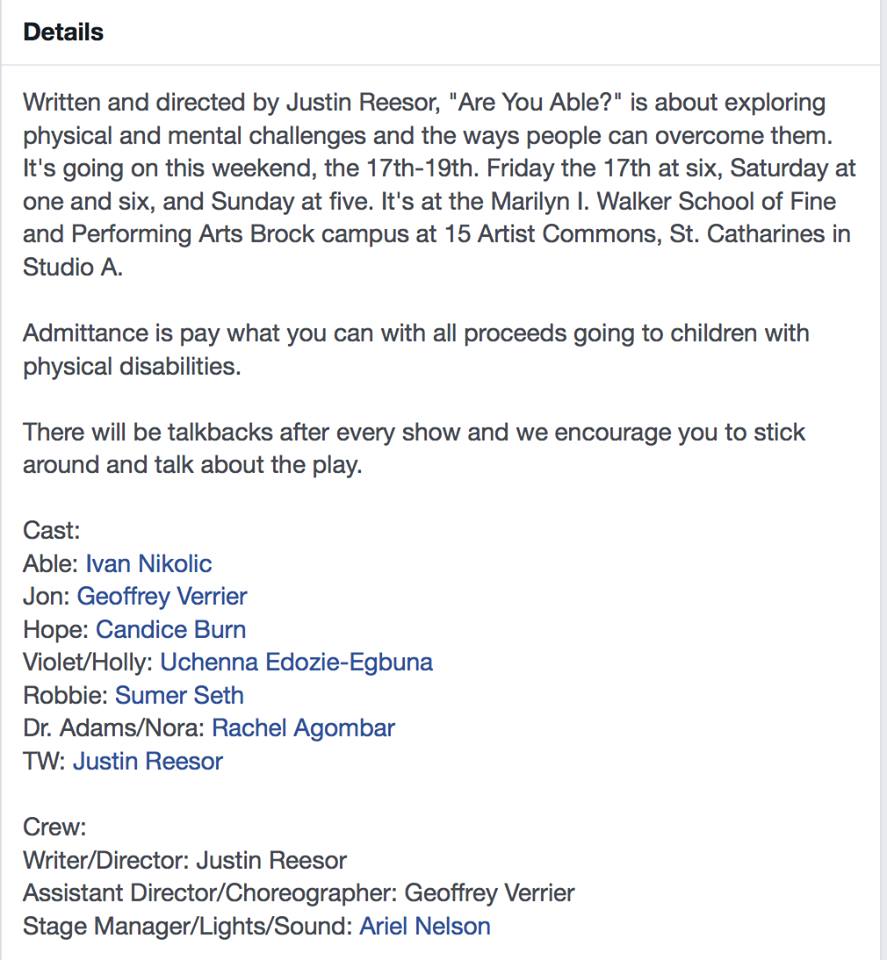 Details
Written and directed by Justin Reesor, "Are You Able?" is about exploring
physical and mental challenges and the ways people can overcome them.
It's going on this weekend, the 17th-19th. Friday the 17th at six, Saturday at
one and six, and Sunday at five. It's at the Marilyn I. Walker School of Fine
and Performing Arts Brock campus at 15 Artist Commons, St. Catharines in
Studio A.
Admittance is pay what you can with all proceeds going to children with
physical disabilities.
There will be talkbacks after every show and we encourage you to stick
around and talk about the play.
Cast:
Able: Ivan Nikolic
Jon: Geoffrey Verrier
Hope: Candice Burn
Violet/Holly: Uchenna Edozie-Egbuna
Robbie: Sumer Seth
Dr. Adams/Nora: Rachel Agombar
TW: Justin Reesor
Crew:
Writer/Director: Justin Reesor
Assistant Director/Choreographer: Geoffrey Verrier
Stage Manager/Lights/Sound: Ariel Nelson